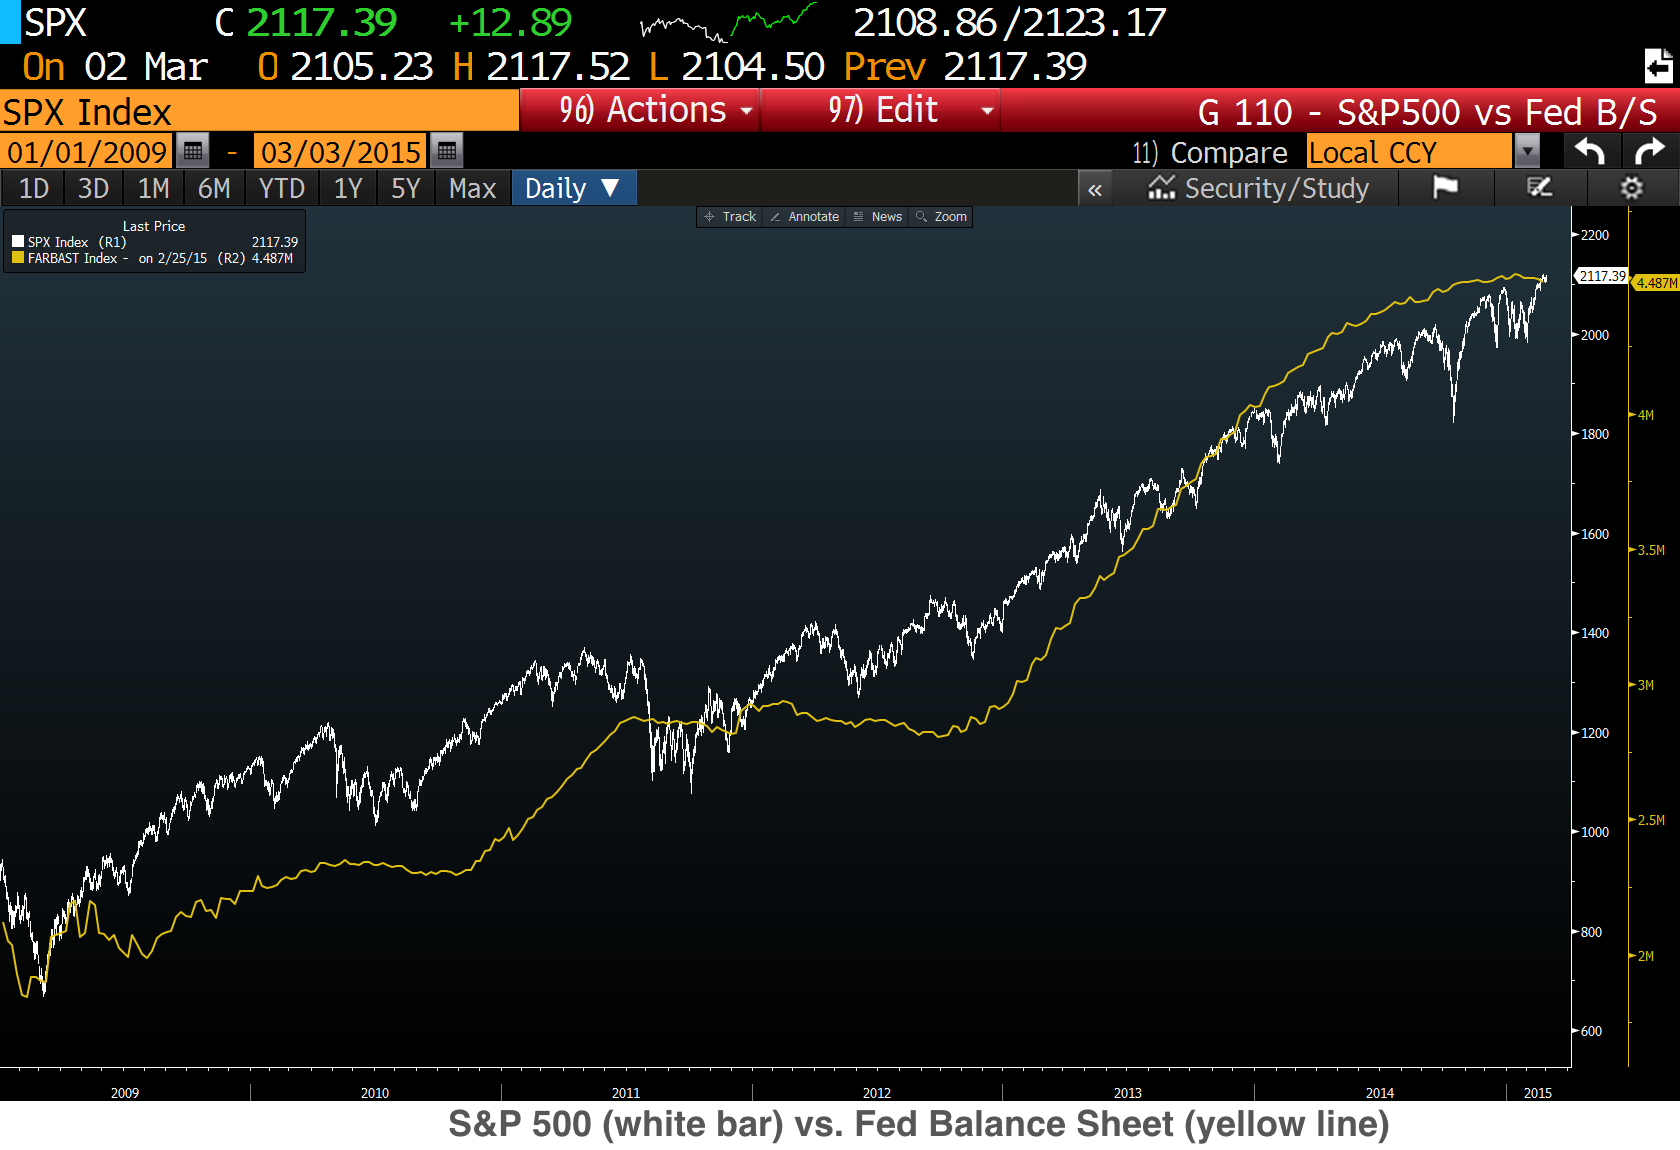 SPX C 2117.39 +12.89 2108.86/2123.17
On 02 Mar O 2105.23 H 2117.52 L 2104.50 Prev 2117.39
SPX Index 96) Actions 97) Edit G 110 - S&P500 vs Fed B/S
01/01/2009 - 03/03/2015 11) Compare Local CCY
1D 3D 1M 6M YTD 1Y 5Y Max Daily ▼ « Security/Study
Track Annotate News Zoom
Last Price
SPX Index (R1) 2117.39
FARBAST Index - on 2/25/15 (R2) 4.487M
2200
2117.39
4.487M
2000
4M
1800
1600
3.5M
1400
3M
1200
2.5M
1000
800
2M
600
2009 2010 2011 2012 2013 2014 2015
S&P 500 (white bar) vs. Fed Balance Sheet (yellow line)